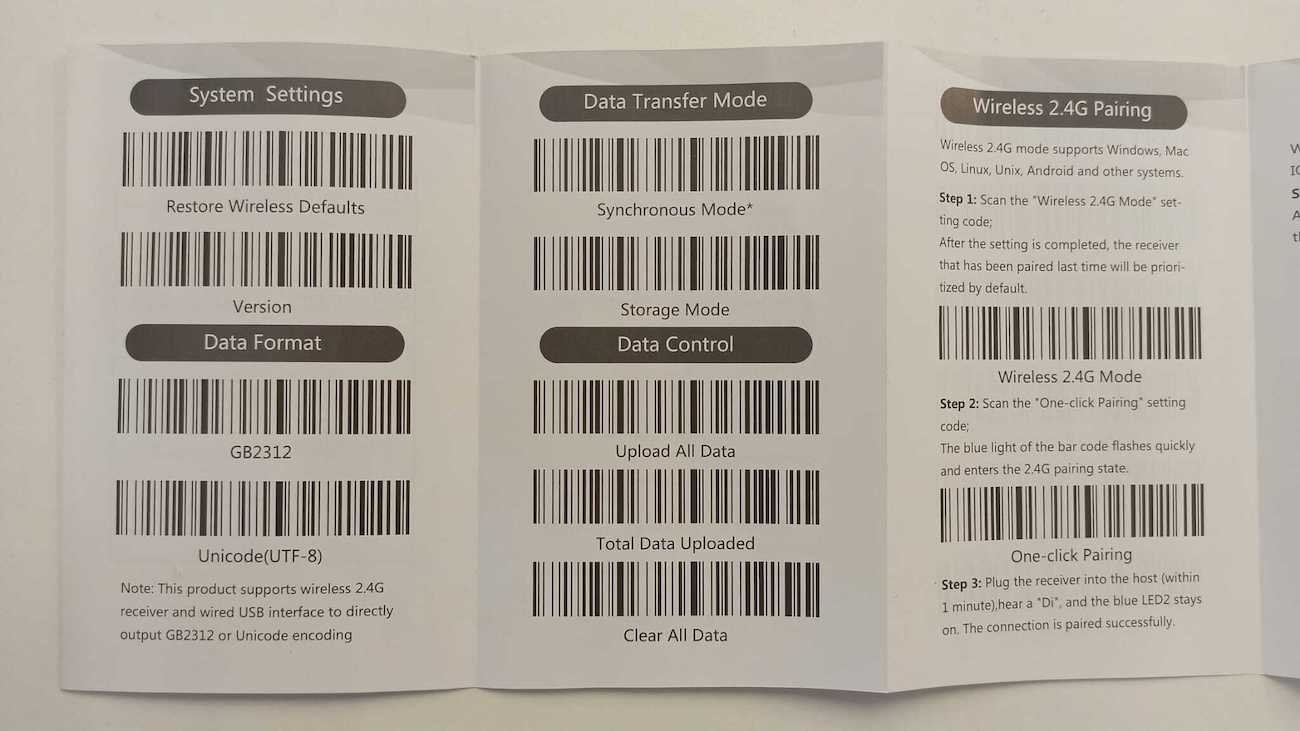 System Settings
Restore Wireless Defaults
Version
Data Format
GB2312
Unicode(UTF-8)
Note: This product supports wireless 2.4G
receiver and wired USB interface to directly
output GB2312 or Unicode encoding
Data Transfer Mode
Synchronous Mode*
Storage Mode
Data Control
Upload All Data
Total Data Uploaded
Clear All Data
Wireless 2.4G Pairing
Wireless 2.4G mode supports Windows, Mac
OS, Linux, Unix, Android and other systems.
Step 1: Scan the "Wireless 2.4G Mode" set-
ting code;
After the setting is completed, the receiver
that has been paired last time will be priori-
tized by default.
Wireless 2.4G Mode
Step 2: Scan the "One-click Pairing" setting
code;
The blue light of the bar code flashes quickly
and enters the 2.4G pairing state.
One-click Pairing
Step 3: Plug the receiver into the host (within
1 minute),hear a "Di", and the blue LED2 stays
on. The connection is paired successfully.